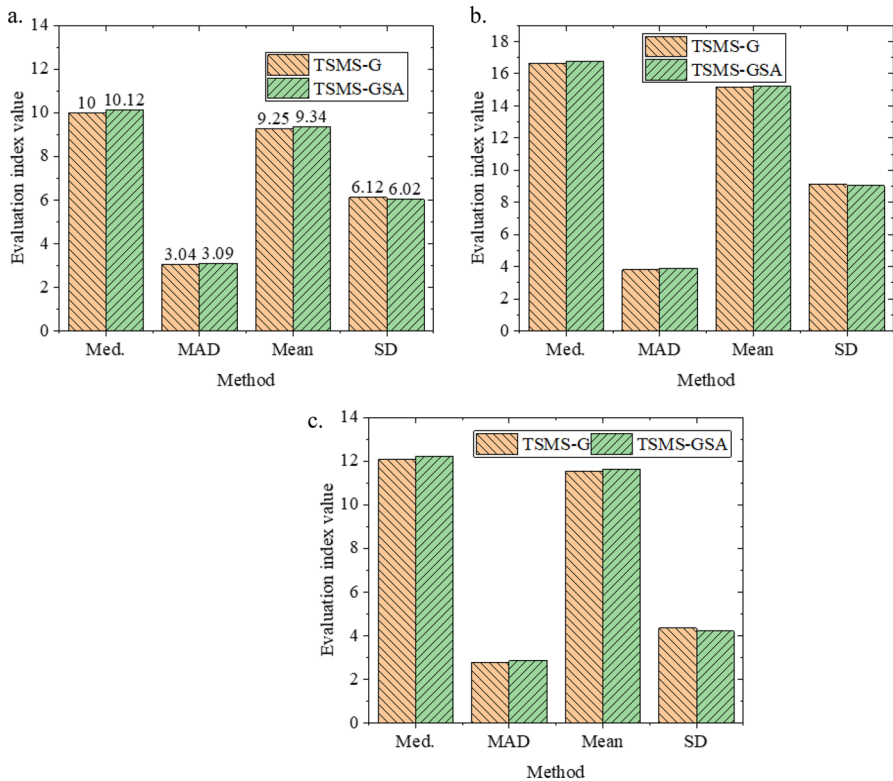 a.
Evaluation index value
14
12
10
8
6
4
2
0
TSMS-G
TSMS-GSA
10 10.12
3.04 3.09
9.25 9.34
6.12 6.02
Med. MAD Mean SD
Method
b.
Evaluation index value
18
16
14
12
10
8
6
4
2
0
TSMS-G
TSMS-GSA
Med. MAD Mean SD
Method
c.
Evaluation index value
14
12
10
8
6
4
2
0
TSMS-G TSMS-GSA
Med. MAD Mean SD
Method